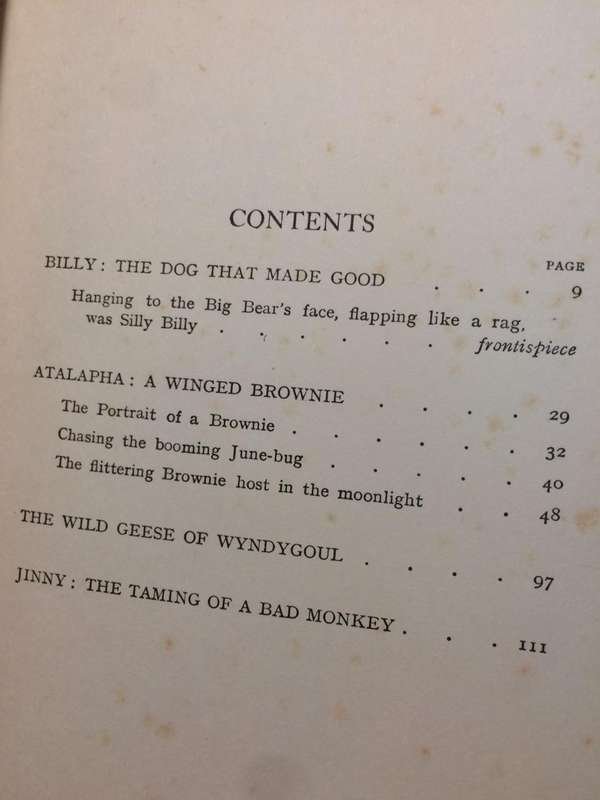 CONTENTS
PAGE
BILLY: THE DOG THAT MADE GOOD . . . 9
Hanging to the Big Bear's face, flapping like a rag,
was Silly Billy . . . . . . frontispiece
ATALAPHA: A WINGED BROWNIE . . . . 29
The Portrait of a Brownie . . . . . . 32
Chasing the booming June-bug . . . . . 40
The flittering Brownie host in the moonlight . . 48
THE WILD GEESE OF WYNDYGOUL . . . . 97
JINNY: THE TAMING OF A BAD MONKEY . . . 111